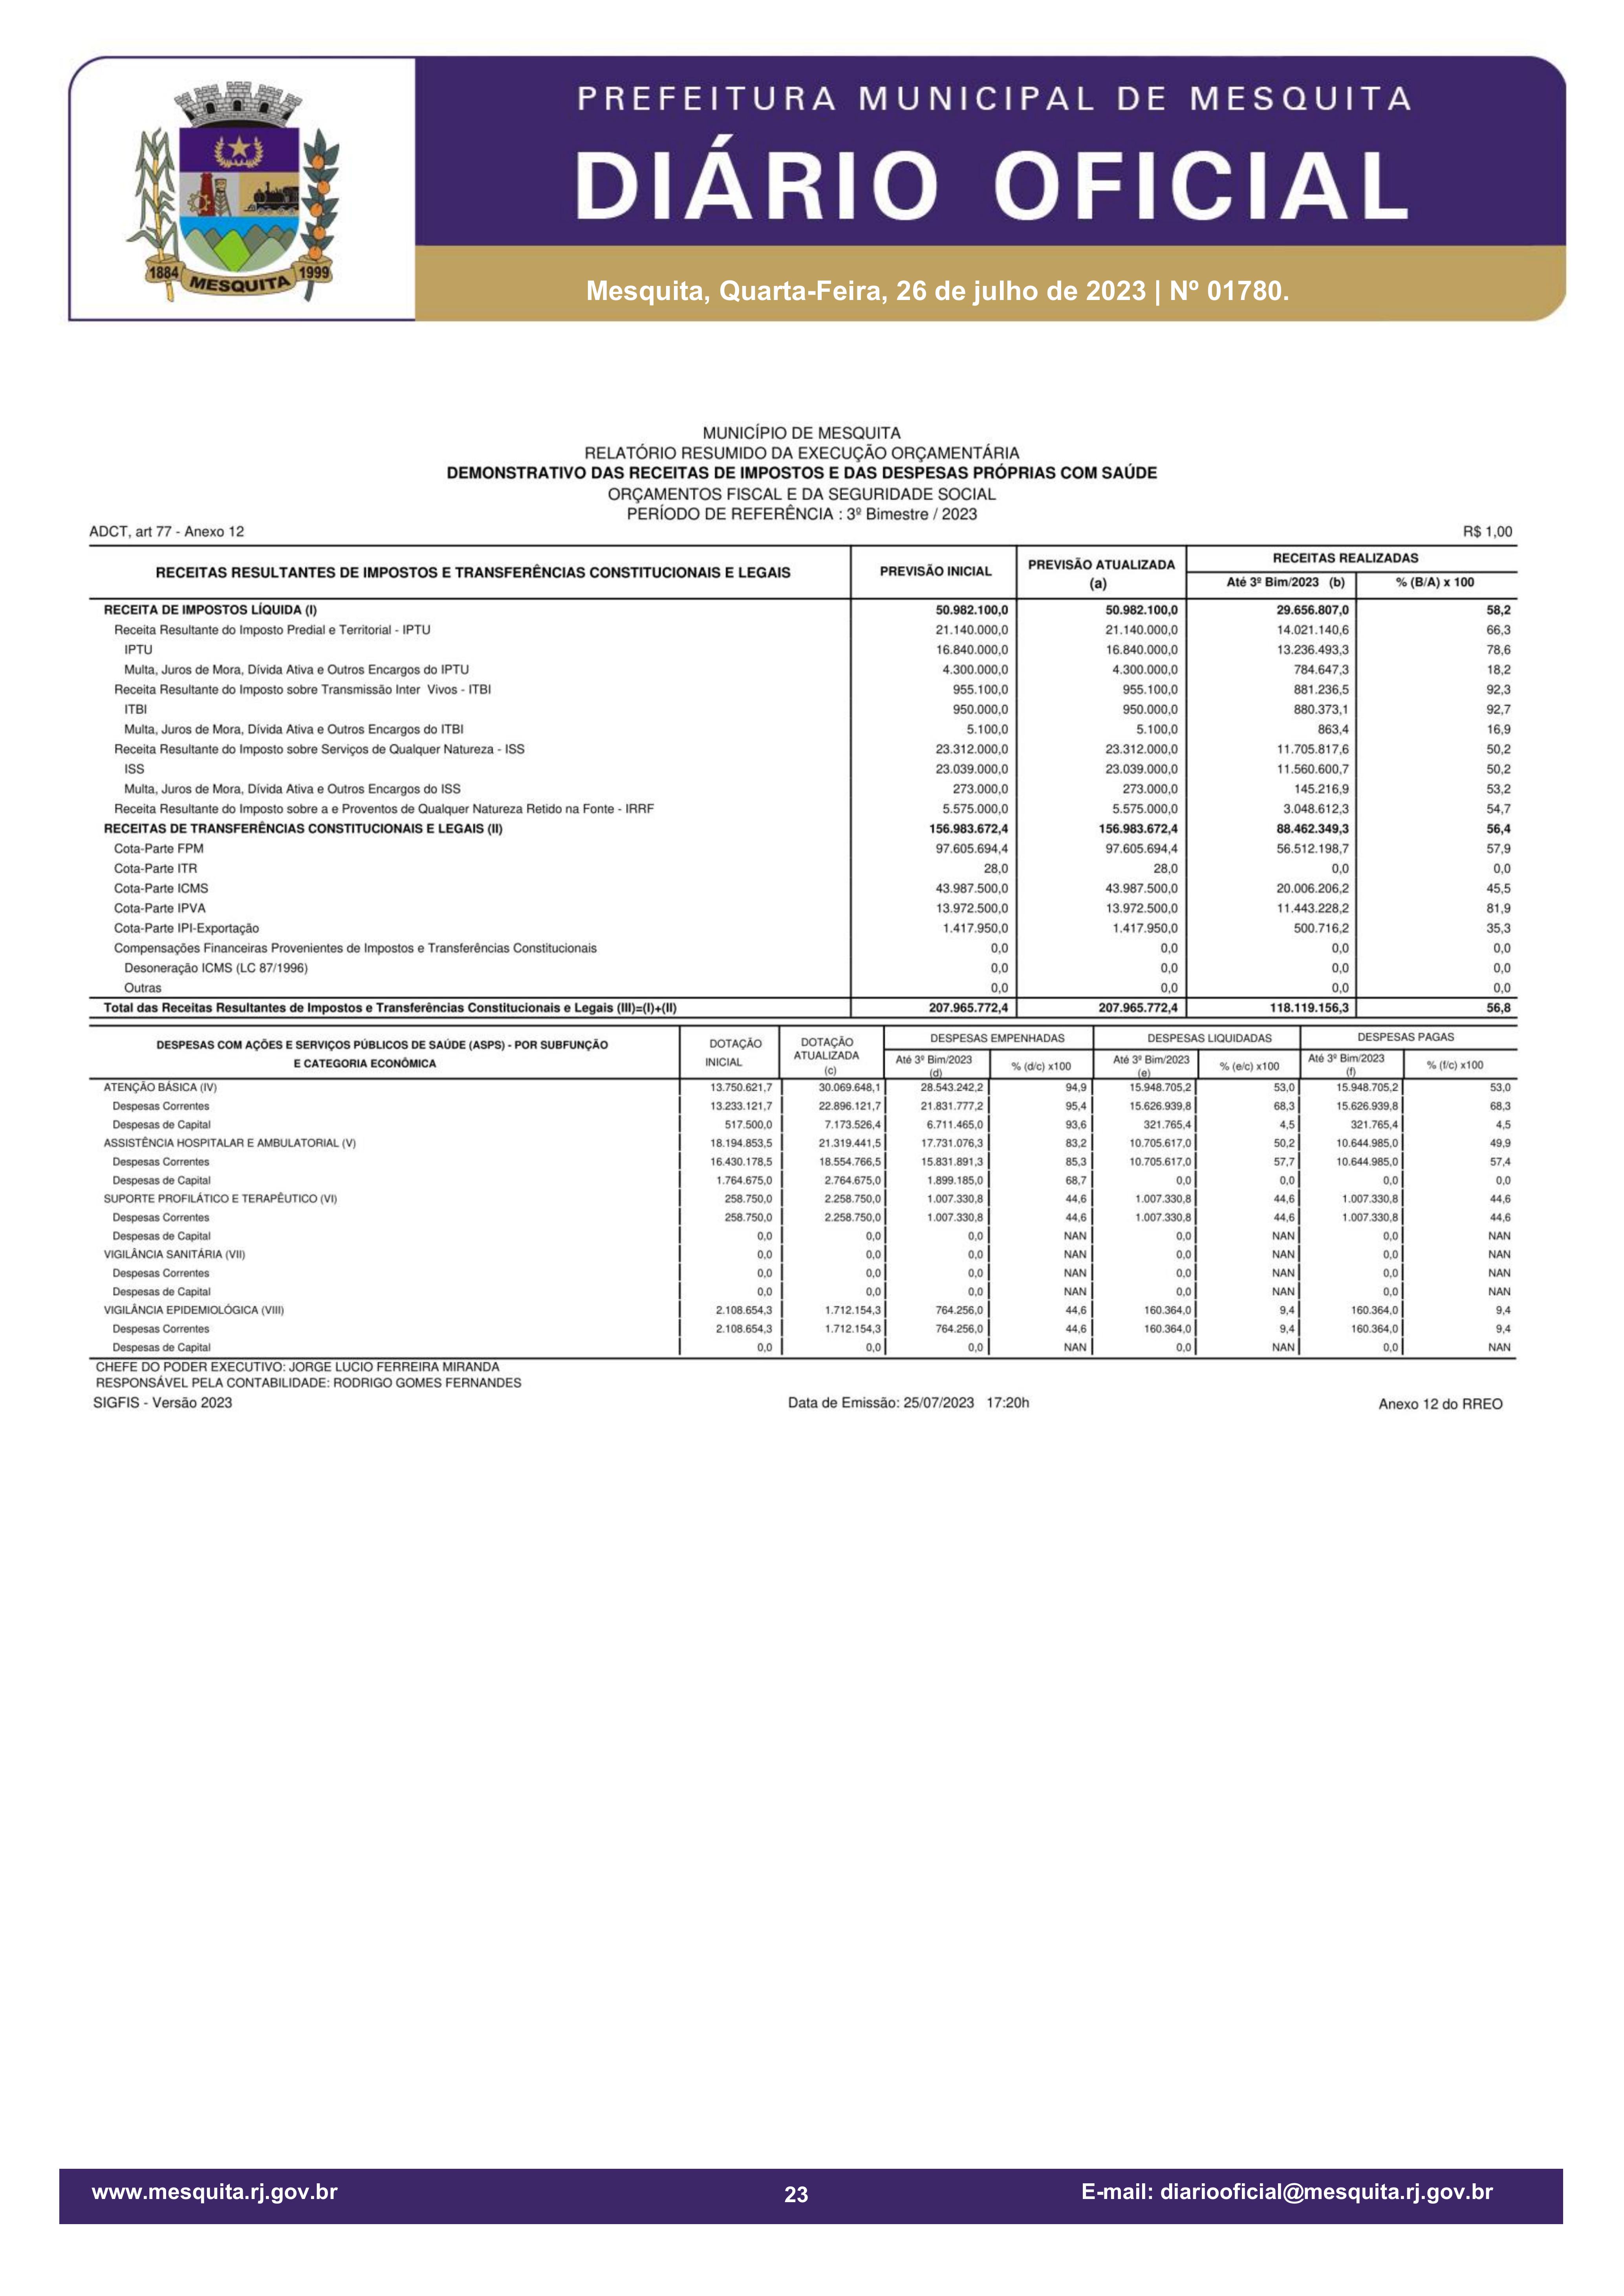 PREFEITURA MUNICIPAL DE MESQUITA
DIÁRIO OFICIAL
1884 MESQUITA 1999
Mesquita, Quarta-Feira, 26 de julho de 2023 | Nº 01780.
MUNICÍPIO DE MESQUITA
RELATÓRIO RESUMIDO DA EXECUÇÃO ORÇAMENTÁRIA
DEMONSTRATIVO DAS RECEITAS DE IMPOSTOS E DAS DESPESAS PRÓPRIAS COM SAÚDE
ORÇAMENTOS FISCAL E DA SEGURIDADE SOCIAL
PERÍODO DE REFERÊNCIA : 3º Bimestre / 2023
ADCT, art 77 - Anexo 12 R$ 1,00
RECEITAS RESULTANTES DE IMPOSTOS E TRANSFERÊNCIAS CONSTITUCIONAIS E LEGAIS PREVISÃO INICIAL PREVISÃO ATUALIZADA (a) RECEITAS REALIZADAS
Até 3º Bim/2023 (b) % (B/A) x 100
RECEITA DE IMPOSTOS LÍQUIDA (I) 50.982.100,0 50.982.100,0 29.656.807,0 58,2
Receita Resultante do Imposto Predial e Territorial - IPTU 21.140.000,0 21.140.000,0 14.021.140,6 66,3
IPTU 16.840.000,0 16.840.000,0 13.236.493,3 78,6
Multa, Juros de Mora, Dívida Ativa e Outros Encargos do IPTU 4.300.000,0 4.300.000,0 784.647,3 18,2
Receita Resultante do Imposto sobre Transmissão Inter Vivos - ITBI 955.100,0 955.100,0 881.236,5 92,3
ITBI 950.000,0 950.000,0 880.373,1 92,7
Multa, Juros de Mora, Dívida Ativa e Outros Encargos do ITBI 5.100,0 5.100,0 863,4 16,9
Receita Resultante do Imposto sobre Serviços de Qualquer Natureza - ISS 23.312.000,0 23.312.000,0 11.705.817,6 50,2
ISS 23.039.000,0 23.039.000,0 11.560.600,7 50,2
Multa, Juros de Mora, Dívida Ativa e Outros Encargos do ISS 273.000,0 273.000,0 145.216,9 53,2
Receita Resultante do Imposto sobre a e Proventos de Qualquer Natureza Retido na Fonte - IRRF 5.575.000,0 5.575.000,0 3.048.612,3 54,7
RECEITAS DE TRANSFERÊNCIAS CONSTITUCIONAIS E LEGAIS (II) 156.983.672,4 156.983.672,4 88.462.349,3 56,4
Cota-Parte FPM 97.605.694,4 97.605.694,4 56.512.198,7 57,9
Cota-Parte ITR 28,0 28,0 0,0 0,0
Cota-Parte ICMS 43.987.500,0 43.987.500,0 20.006.206,2 45,5
Cota-Parte IPVA 13.972.500,0 13.972.500,0 11.443.228,2 81,9
Cota-Parte IPI-Exportação 1.417.950,0 1.417.950,0 500.716,2 35,3
Compensações Financeiras Provenientes de Impostos e Transferências Constitucionais 0,0 0,0 0,0 0,0
Desoneração ICMS (LC 87/1996) 0,0 0,0 0,0 0,0
Outras 0,0 0,0 0,0 0,0
Total das Receitas Resultantes de Impostos e Transferências Constitucionais e Legais (III)=(I)+(II) 207.965.772,4 207.965.772,4 118.119.156,3 56,8
DESPESAS COM AÇÕES E SERVIÇOS PÚBLICOS DE SAÚDE (ASPS) - POR SUBFUNÇÃO DOTAÇÃO DOTAÇÃO DESPESAS EMPENHADAS DESPESAS LIQUIDADAS DESPESAS PAGAS
E CATEGORIA ECONÔMICA INICIAL ATUALIZADA (c) Até 3º Bim/2023 (d) % (d/c) x100 Até 3º Bim/2023 (e) % (e/c) x100 Até 3º Bim/2023 (f) % (f/c) x100
ATENÇÃO BÁSICA (IV) 13.750.621,7 30.069.648,1 28.543.242,2 94,9 15.948.705,2 53,0 15.948.705,2 53,0
Despesas Correntes 13.233.121,7 22.896.121,7 21.831.777,2 95,4 15.626.939,8 68,3 15.626.939,8 68,3
Despesas de Capital 517.500,0 7.173.526,4 6.711.465,0 93,6 321.765,4 4,5 321.765,4 4,5
ASSISTÊNCIA HOSPITALAR E AMBULATORIAL (V) 18.194.853,5 21.319.441,5 17.731.076,3 83,2 10.705.617,0 50,2 10.644.985,0 49,9
Despesas Correntes 16.430.178,5 18.554.766,5 15.831.891,3 85,3 10.705.617,0 57,7 10.644.985,0 57,4
Despesas de Capital 1.764.675,0 2.764.675,0 1.899.185,0 68,7 0,0 0,0 0,0 0,0
SUPORTE PROFILÁTICO E TERAPÊUTICO (VI) 258.750,0 2.258.750,0 1.007.330,8 44,6 1.007.330,8 44,6 1.007.330,8 44,6
Despesas Correntes 258.750,0 2.258.750,0 1.007.330,8 44,6 1.007.330,8 44,6 1.007.330,8 44,6
Despesas de Capital 0,0 0,0 0,0 NAN 0,0 NAN 0,0 NAN
VIGILÂNCIA SANITÁRIA (VII) 0,0 0,0 0,0 NAN 0,0 NAN 0,0 NAN
Despesas Correntes 0,0 0,0 0,0 NAN 0,0 NAN 0,0 NAN
Despesas de Capital 0,0 0,0 0,0 NAN 0,0 NAN 0,0 NAN
VIGILÂNCIA EPIDEMIOLÓGICA (VIII) 2.108.654,3 1.712.154,3 764.256,0 44,6 160.364,0 9,4 160.364,0 9,4
Despesas Correntes 2.108.654,3 1.712.154,3 764.256,0 44,6 160.364,0 9,4 160.364,0 9,4
Despesas de Capital 0,0 0,0 0,0 NAN 0,0 NAN 0,0 NAN
CHEFE DO PODER EXECUTIVO: JORGE LUCIO FERREIRA MIRANDA
RESPONSÁVEL PELA CONTABILIDADE: RODRIGO GOMES FERNANDES
SIGFIS - Versão 2023 Data de Emissão: 25/07/2023 17:20h Anexo 12 do RREO
www.mesquita.rj.gov.br 23 E-mail: diariooficial@mesquita.rj.gov.br